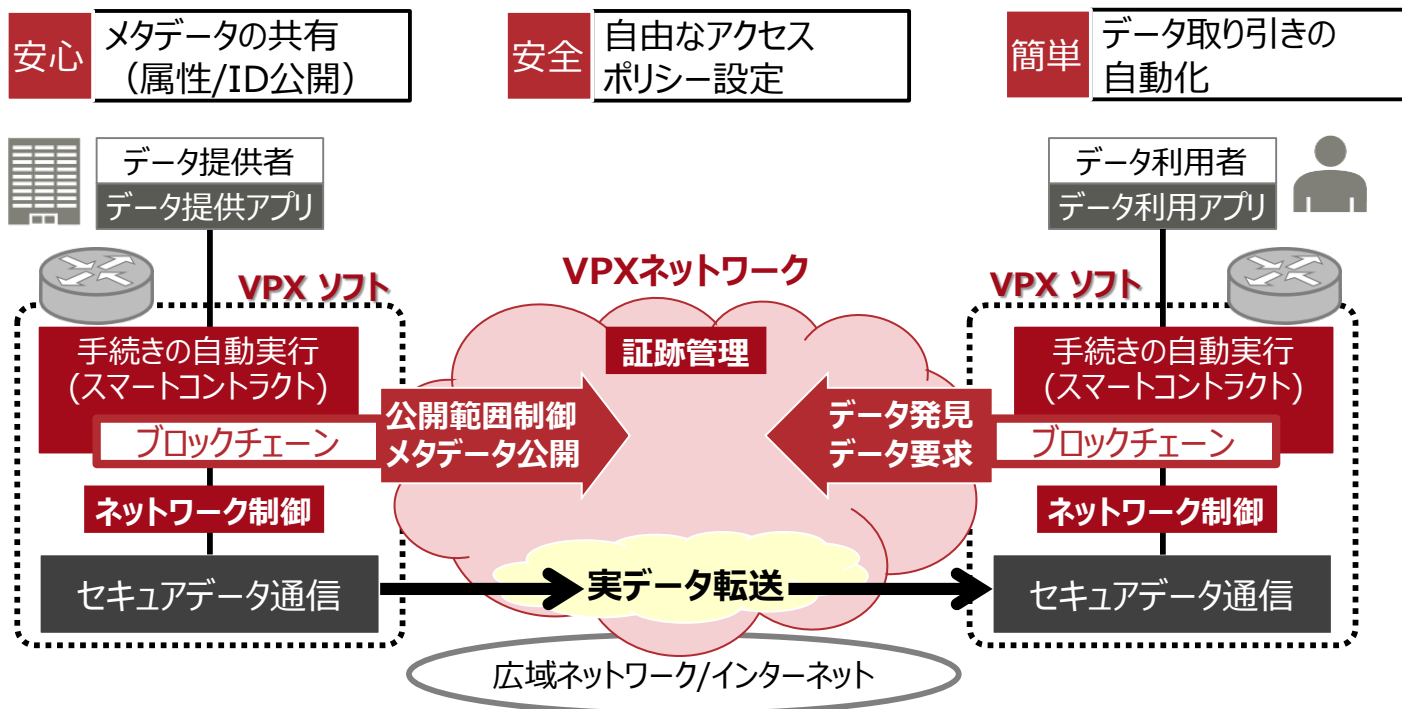 安心
メタデータの共有
（属性/ID公開）
安全
自由なアクセス
ポリシー設定
簡単
データ取り引きの
自動化
データ提供者
データ提供アプリ
データ利用者
データ利用アプリ
VPX ソフト
VPXネットワーク
VPX ソフト
手続きの自動実行
(スマートコントラクト)
証跡管理
手続きの自動実行
(スマートコントラクト)
ブロックチェーン
公開範囲制御
メタデータ公開
データ発見
データ要求
ブロックチェーン
ネットワーク制御
ネットワーク制御
セキュアデータ通信
実データ転送
セキュアデータ通信
広域ネットワーク/インターネット